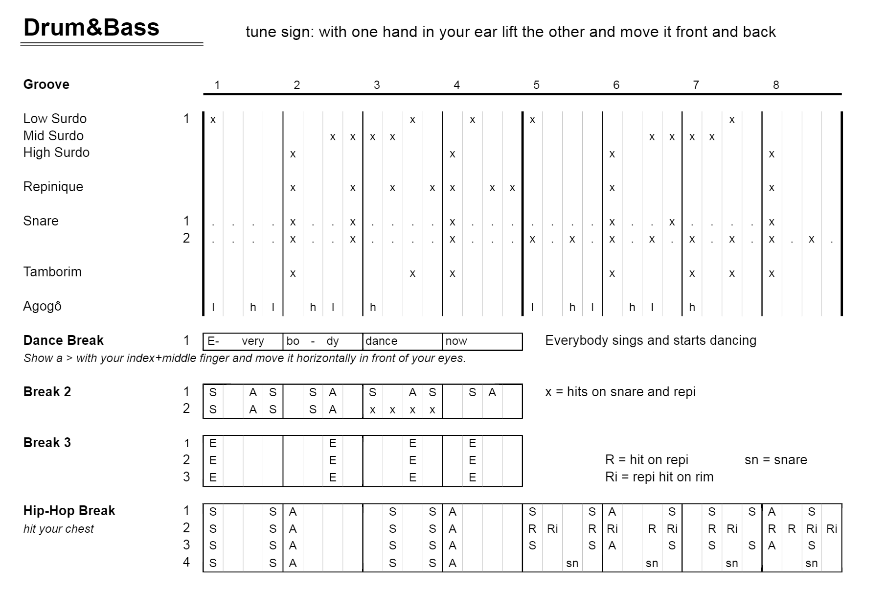 Drum&Bass
tune sign: with one hand in your ear lift the other and move it front and back
Groove 1 2 3 4 5 6 7 8
Low Surdo 1 x x x x x
Mid Surdo x x x x x x x x
High Surdo x x x x
Repinique x x x x x x x x x
Snare 1 . . . . x . . x . . . . x . . . . . . . x . . x . . . . x . . .
2 . . . . x . . x . . . . x . . . x . x . x . x . x . x . x . x .
Tamborim x x x x x x x
Agogô l h l h l h l h l h l h
Dance Break 1 E- very bo - dy dance now Everybody sings and starts dancing
Show a > with your index+middle finger and move it horizontally in front of your eyes.
Break 2 1 S A S S A S A S S A x = hits on snare and repi
2 S A S S A x x x x
Break 3 1 E E E E
2 E E E E R = hit on repi sn = snare
3 E E E E Ri = repi hit on rim
Hip-Hop Break 1 S S A S S A S S A S S S A S
hit your chest 2 S S A S S A R Ri R Ri R Ri R Ri R R Ri Ri
3 S S A S S A S S A S S S A S
4 S S A S S A sn sn sn sn